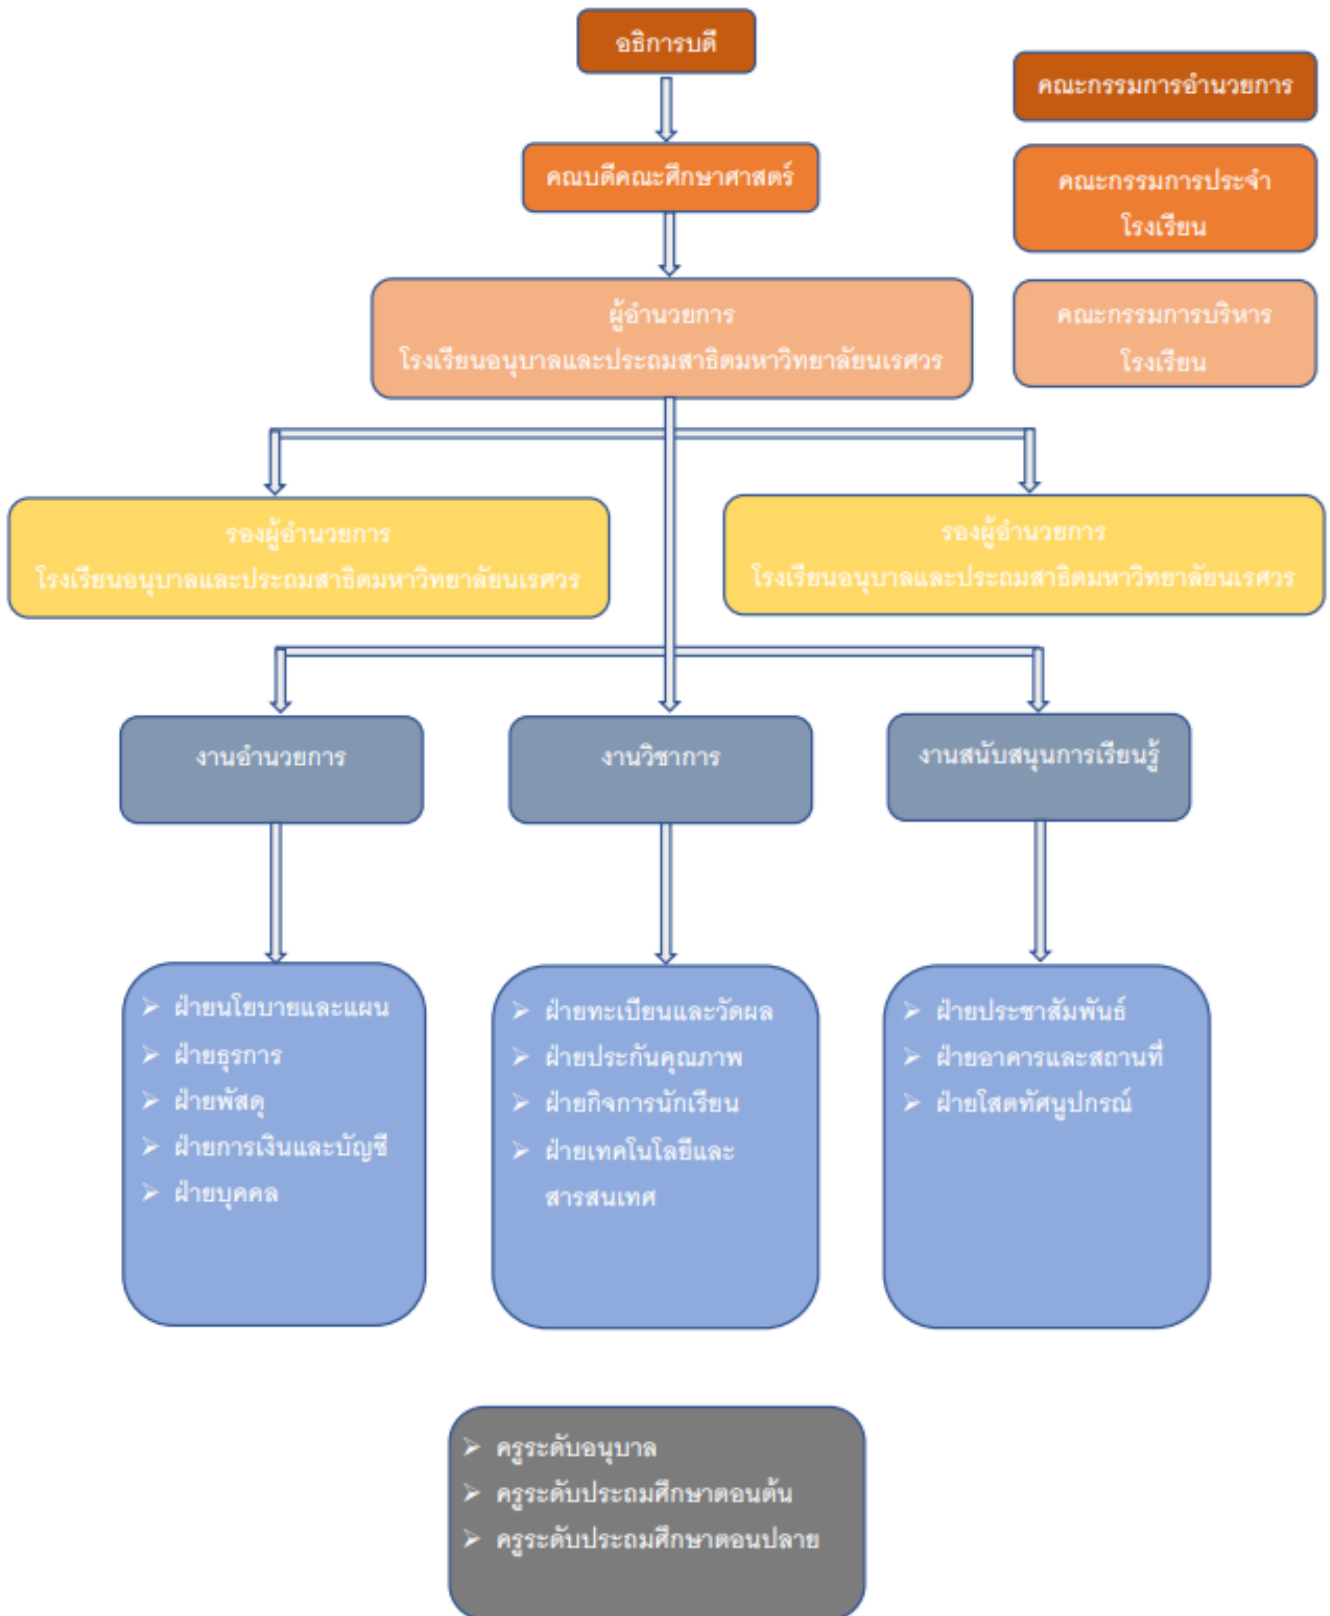 อธิการบดี
คณะกรรมการอำนวยการ
คณบดีคณะศึกษาศาสตร์
คณะกรรมการประจำ
โรงเรียน
ผู้อำนวยการ
โรงเรียนอนุบาลและประถมสาธิตมหาวิทยาลัยนเรศวร
คณะกรรมการบริหาร
โรงเรียน
รองผู้อำนวยการ
โรงเรียนอนุบาลและประถมสาธิตมหาวิทยาลัยนเรศวร
รองผู้อำนวยการ
โรงเรียนอนุบาลและประถมสาธิตมหาวิทยาลัยนเรศวร
งานอำนวยการ
งานวิชาการ
งานสนับสนุนการเรียนรู้
➢ ฝ่ายนโยบายและแผน
➢ ฝ่ายธุรการ
➢ ฝ่ายพัสดุ
➢ ฝ่ายการเงินและบัญชี
➢ ฝ่ายบุคคล
➢ ฝ่ายทะเบียนและวัดผล
➢ ฝ่ายประกันคุณภาพ
➢ ฝ่ายกิจการนักเรียน
➢ ฝ่ายเทคโนโลยีและ
สารสนเทศ
➢ ฝ่ายประชาสัมพันธ์
➢ ฝ่ายอาคารและสถานที่
➢ ฝ่ายโสตทัศนูปกรณ์
➢ ครูระดับอนุบาล
➢ ครูระดับประถมศึกษาตอนต้น
➢ ครูระดับประถมศึกษาตอนปลาย